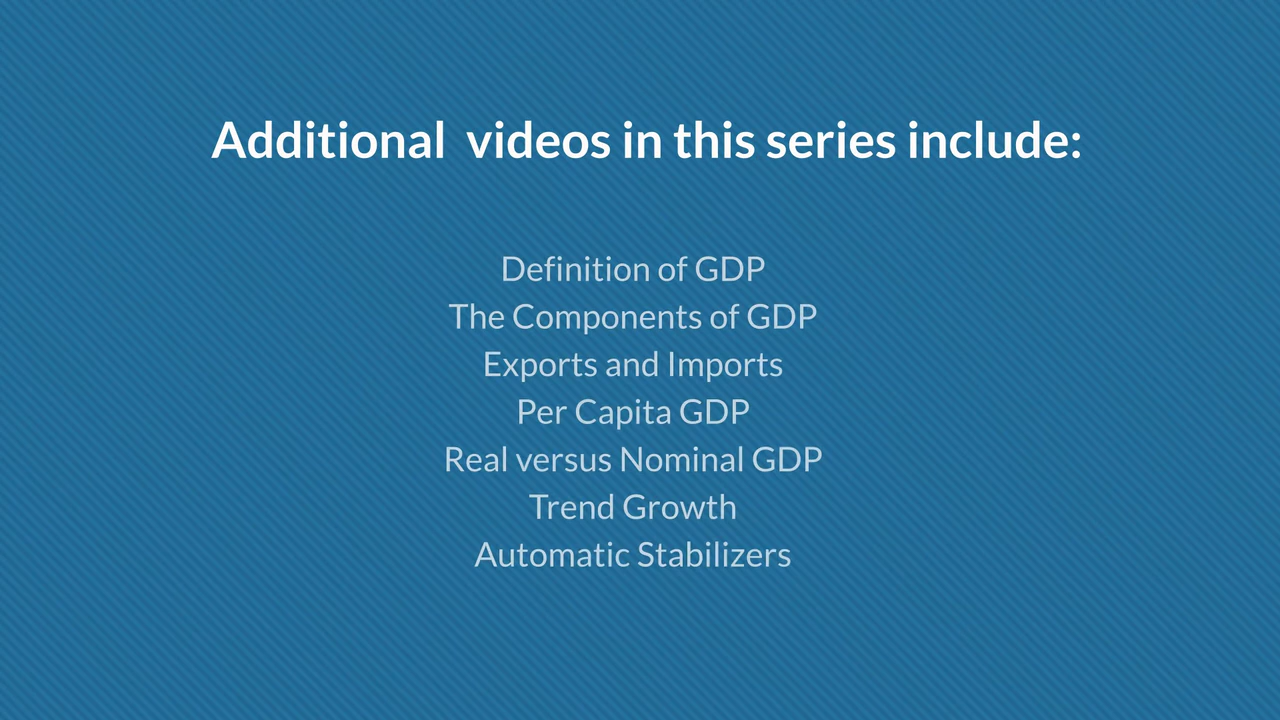 Additional  videos in this series include:
Definition of GDP
The Components of GDP
Exports and Imports
Per Capita GDP
Real versus Nominal GDP
Trend Growth
Automatic Stabilizers